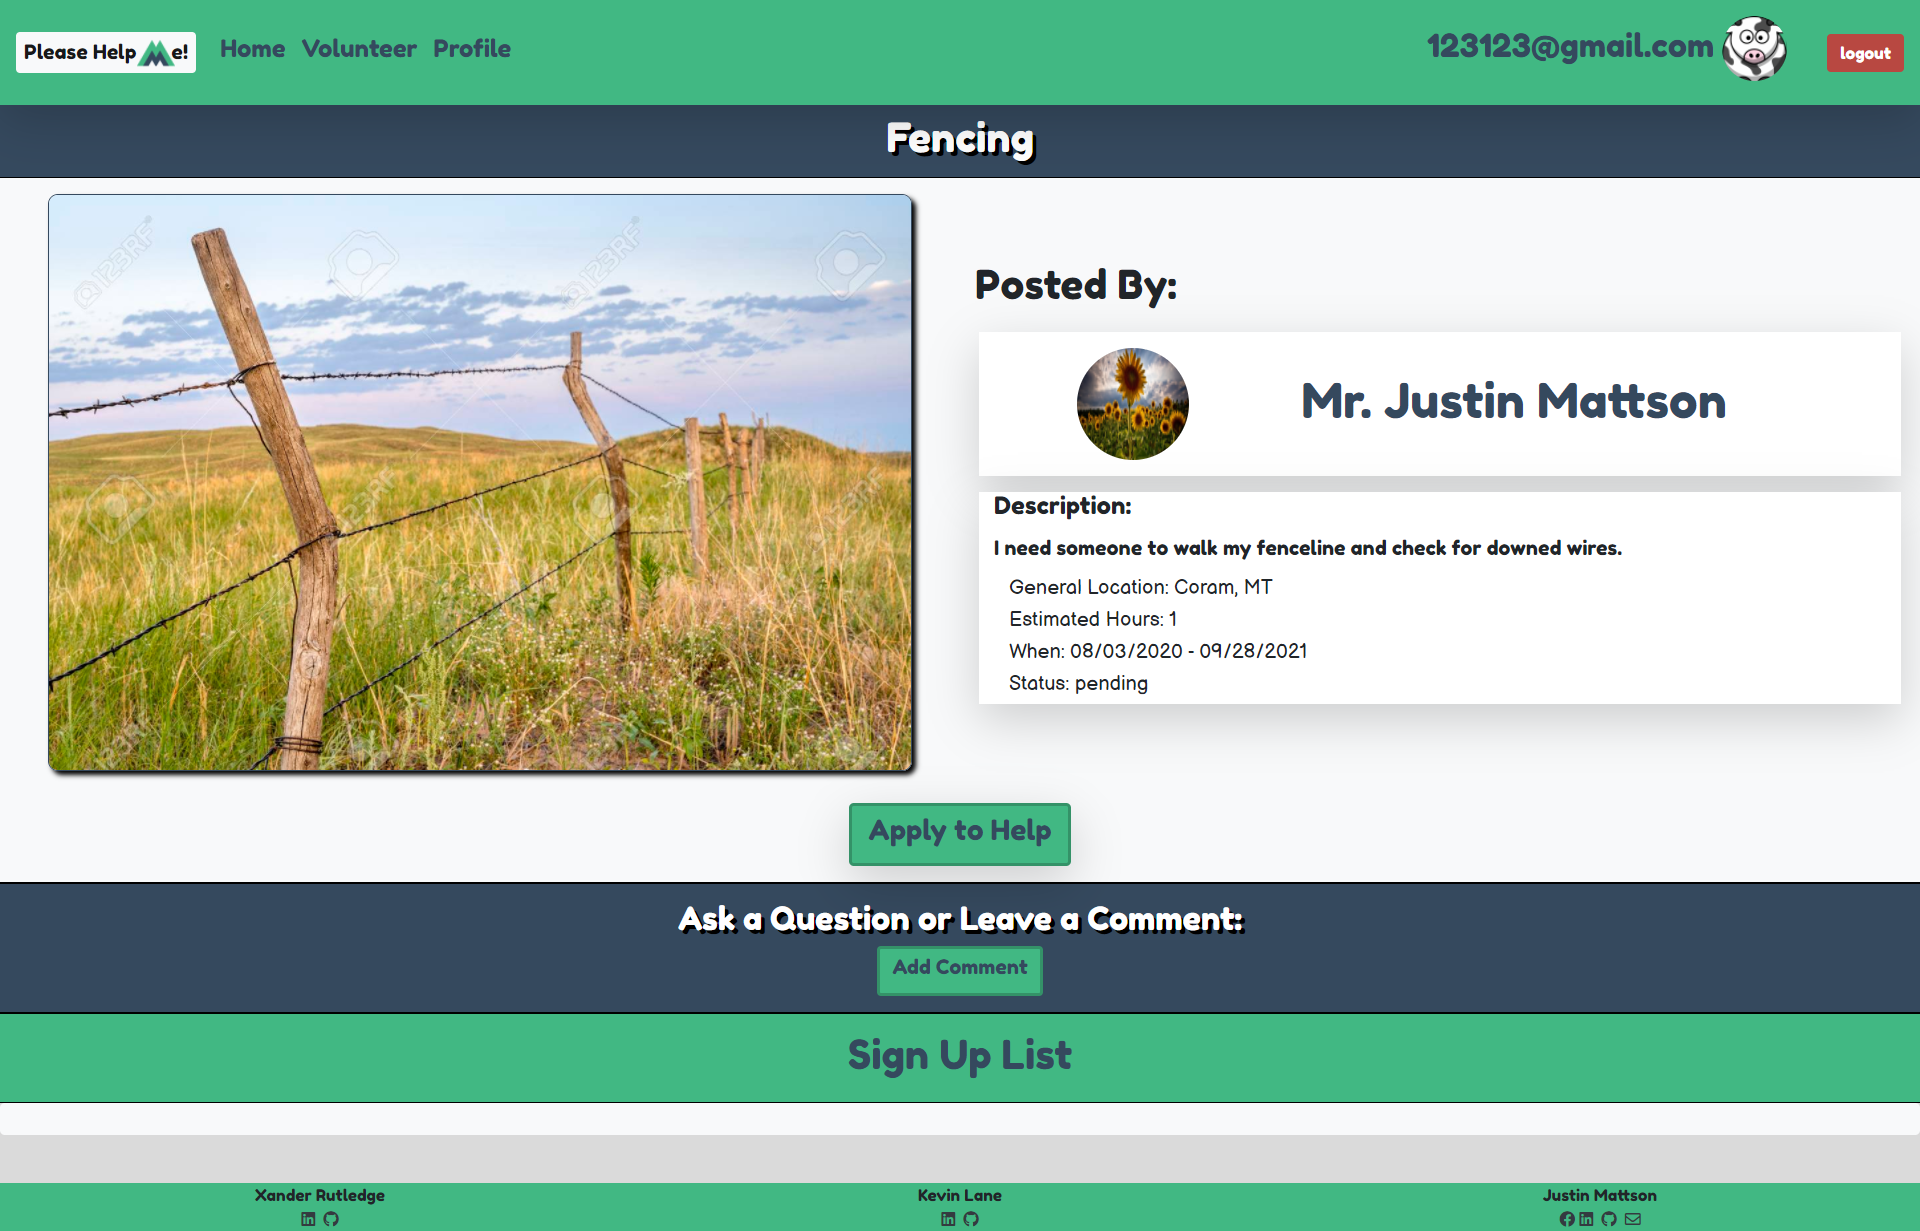 Please Help Me!
Home Volunteer Profile
123123@gmail.com
logout
Fencing
123RF
123RF
Posted By:
Mr. Justin Mattson
Description:
I need someone to walk my fenceline and check for downed wires.
General Location: Coram, MT
Estimated Hours: 1
When: 08/03/2020 - 09/28/2021
Status: pending
Apply to Help
Ask a Question or Leave a Comment:
Add Comment
Sign Up List
Xander Rutledge
Kevin Lane
Justin Mattson